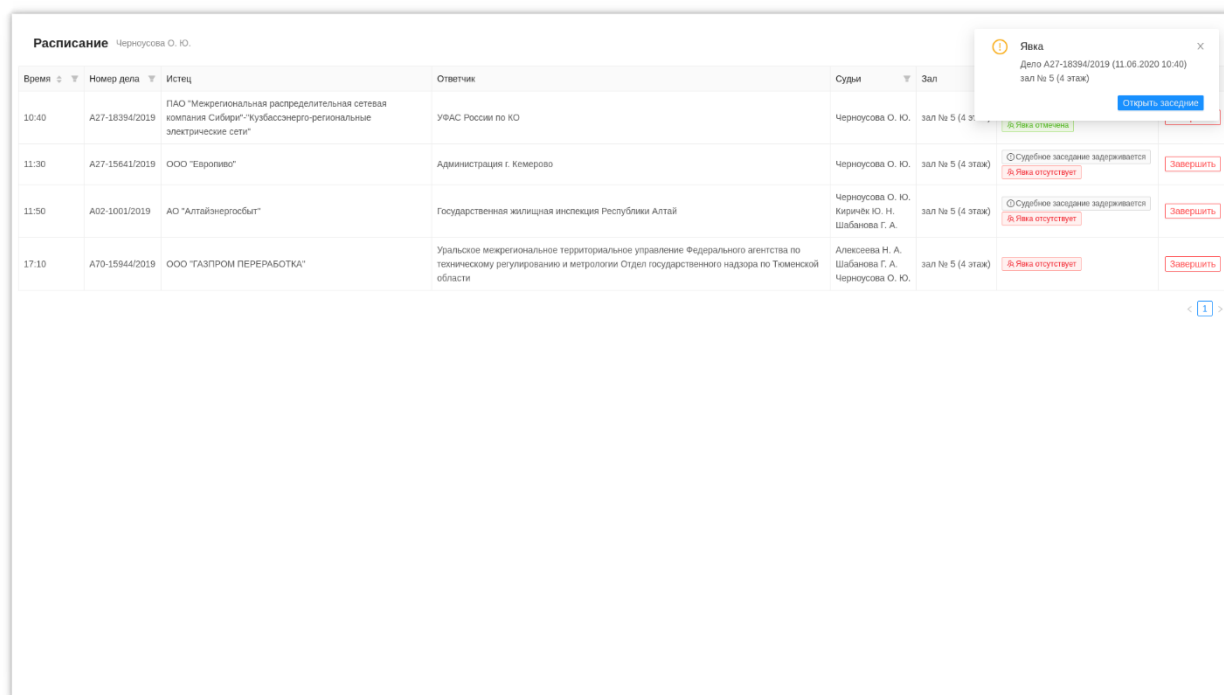 Расписание Черноусова О. Ю.
Явка
Дело А27-18394/2019 (11.06.2020 10:40)
зал № 5 (4 этаж)
Открыть заседние
Время Номер дела Истец Ответчик Судьи Зал
ПАО "Межрегиональная распределительная сетевая
компания Сибири"-"Кузбассэнерго-региональные
электрические сети"
10:40 А27-18394/2019 УФАС России по КО Черноусова О. Ю. зал № 5 (4
Явка отмечена
11:30 А27-15641/2019 ООО "Европиво" Администрация г. Кемерово Черноусова О. Ю. зал № 5 (4 этаж)
Судебное заседание задерживается
Явка отсутствует
Завершить
11:50 А02-1001/2019 АО "Алтайэнергосбыт" Государственная жилищная инспекция Республики Алтай
Черноусова О. Ю.
Киричёк Ю. Н.
Шабанова Г. А.
зал № 5 (4 этаж)
Судебное заседание задерживается
Явка отсутствует
Завершить
17:10 А70-15944/2019 ООО "ГАЗПРОМ ПЕРЕРАБОТКА"
Уральское межрегиональное территориальное управление Федерального агентства по
техническому регулированию и метрологии Отдел государственного надзора по Тюменской
области
Алексеева Н. А.
Шабанова Г. А.
Черноусова О. Ю.
зал № 5 (4 этаж)
Явка отсутствует
Завершить
1